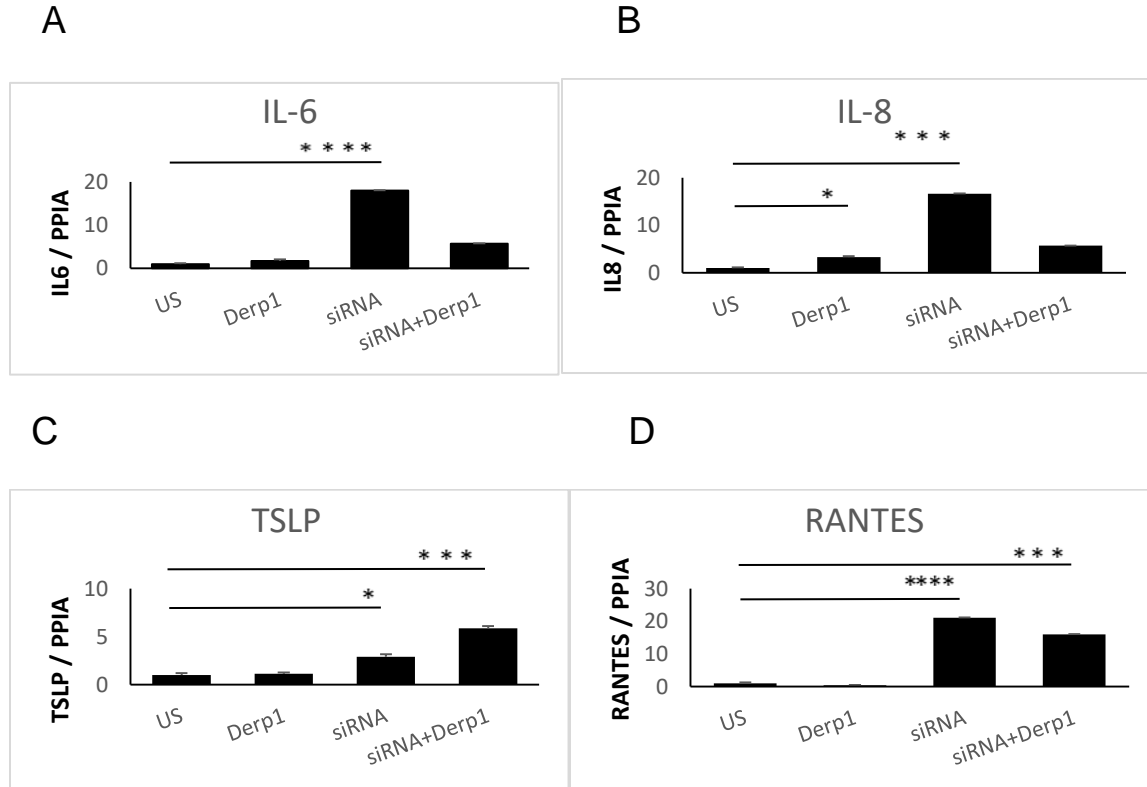 A
B
IL-6
* * * *
IL6 / PPIA
20
10
0
US
Derp1
siRNA
siRNA+Derp1
IL-8
* * *
*
IL8 / PPIA
20
10
0
US
Derp1
siRNA
siRNA+Derp1
C
D
TSLP
* * *
*
TSLP / PPIA
10
5
0
US
Derp1
siRNA
siRNA+Derp1
RANTES
* * *
****
RANTES / PPIA
30
20
10
0
US
Derp1
siRNA
siRNA+Derp1